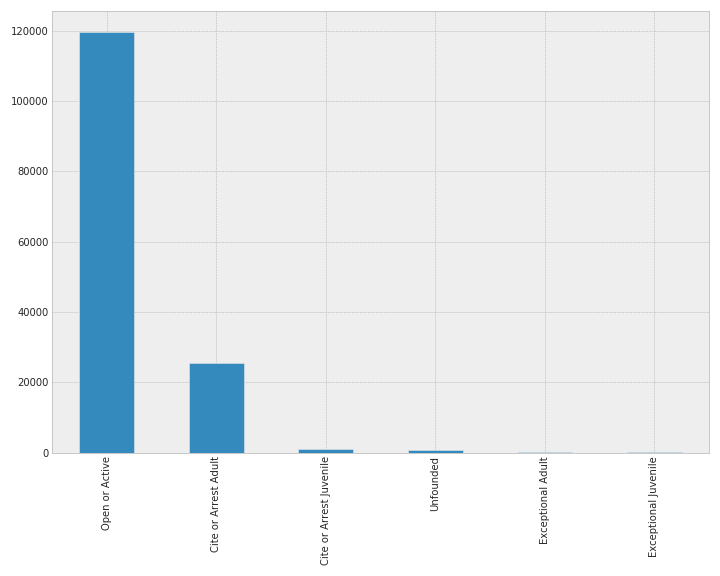 120000
100000
80000
60000
40000
20000
0
Open or Active
Cite or Arrest Adult
Cite or Arrest Juvenile
Unfounded
Exceptional Adult
Exceptional Juvenile